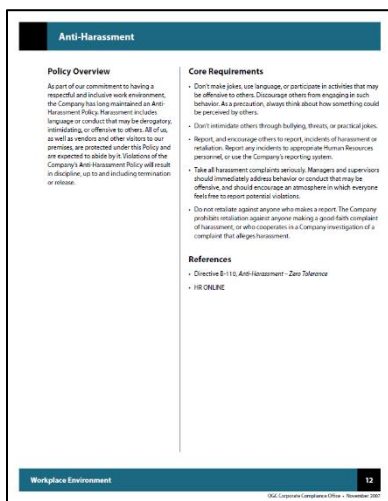 Anti-Harassment
Policy Overview
As part of our commitment to having a
respectful and inclusive work environment,
the Company has long maintained an Anti-
Harassment Policy. Harassment includes
language or conduct that may be derogatory,
intimidating, or offensive to others. All of us,
as well as vendors and other visitors to our
premises, are protected under this Policy and
are expected to abide by it. Violations of the
Company's Anti-Harassment Policy will result
in discipline, up to and including termination
or release.
Core Requirements
• Don't make jokes, use language, or participate in activities that may
be offensive to others. Discourage others from engaging in such
behavior. As a precaution, always think about how something could
be perceived by others.
• Don't intimidate others through bullying, threats, or practical jokes.
• Report, and encourage others to report, incidents of harassment or
retaliation. Report any incidents to appropriate Human Resources
personnel, or use the Company's reporting system.
• Take all harassment complaints seriously. Managers and supervisors
should immediately address behavior or conduct that may be
offensive, and should encourage an atmosphere in which everyone
feels free to report potential violations.
• Do not retaliate against anyone who makes a report. The Company
prohibits retaliation against anyone making a good-faith complaint
of harassment, or who cooperates in a Company investigation of a
complaint that alleges harassment.
References
• Directive B-110, Anti-Harassment – Zero Tolerance
• HR ONLINE
Workplace Environment
12
Corporate Compliance Office • November 2007